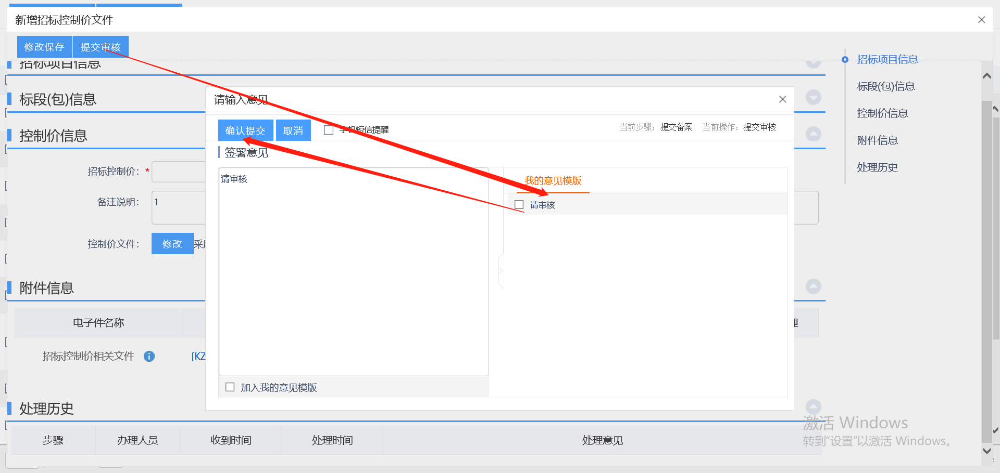 新增招标控制价文件
修改保存 提交审核
招标项目信息
标段(包)信息
控制价信息
招标控制价：*
备注说明： 1
控制价文件： 修改
附件信息
电子件名称
招标控制价相关文件 [KZ
处理历史
步骤 办理人员 收到时间 处理时间 处理意见
请输入意见
确认提交 取消 手机短信提醒 当前步骤：提交备案 当前操作：提交审核
签署意见
请审核
加入我的意见模版
我的意见模版
请审核
招标项目信息
标段(包)信息
控制价信息
附件信息
处理历史
激活 Windows
转到“设置”以激活 Windows。